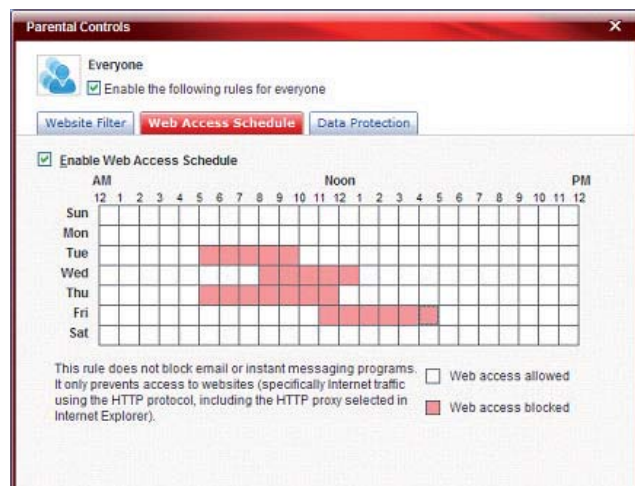 Parental Controls
Everyone
Enable the following rules for everyone
Website Filter Web Access Schedule Data Protection
Enable Web Access Schedule
AM Noon PM
12 1 2 3 4 5 6 7 8 9 10 11 12 1 2 3 4 5 6 7 8 9 10 11 12
Sun
Mon
Tue
Wed
Thu
Fri
Sat
This rule does not block email or instant messaging programs.
It only prevents access to websites (specifically Internet traffic
using the HTTP protocol, including the HTTP proxy selected in
Internet Explorer).
Web access allowed
Web access blocked